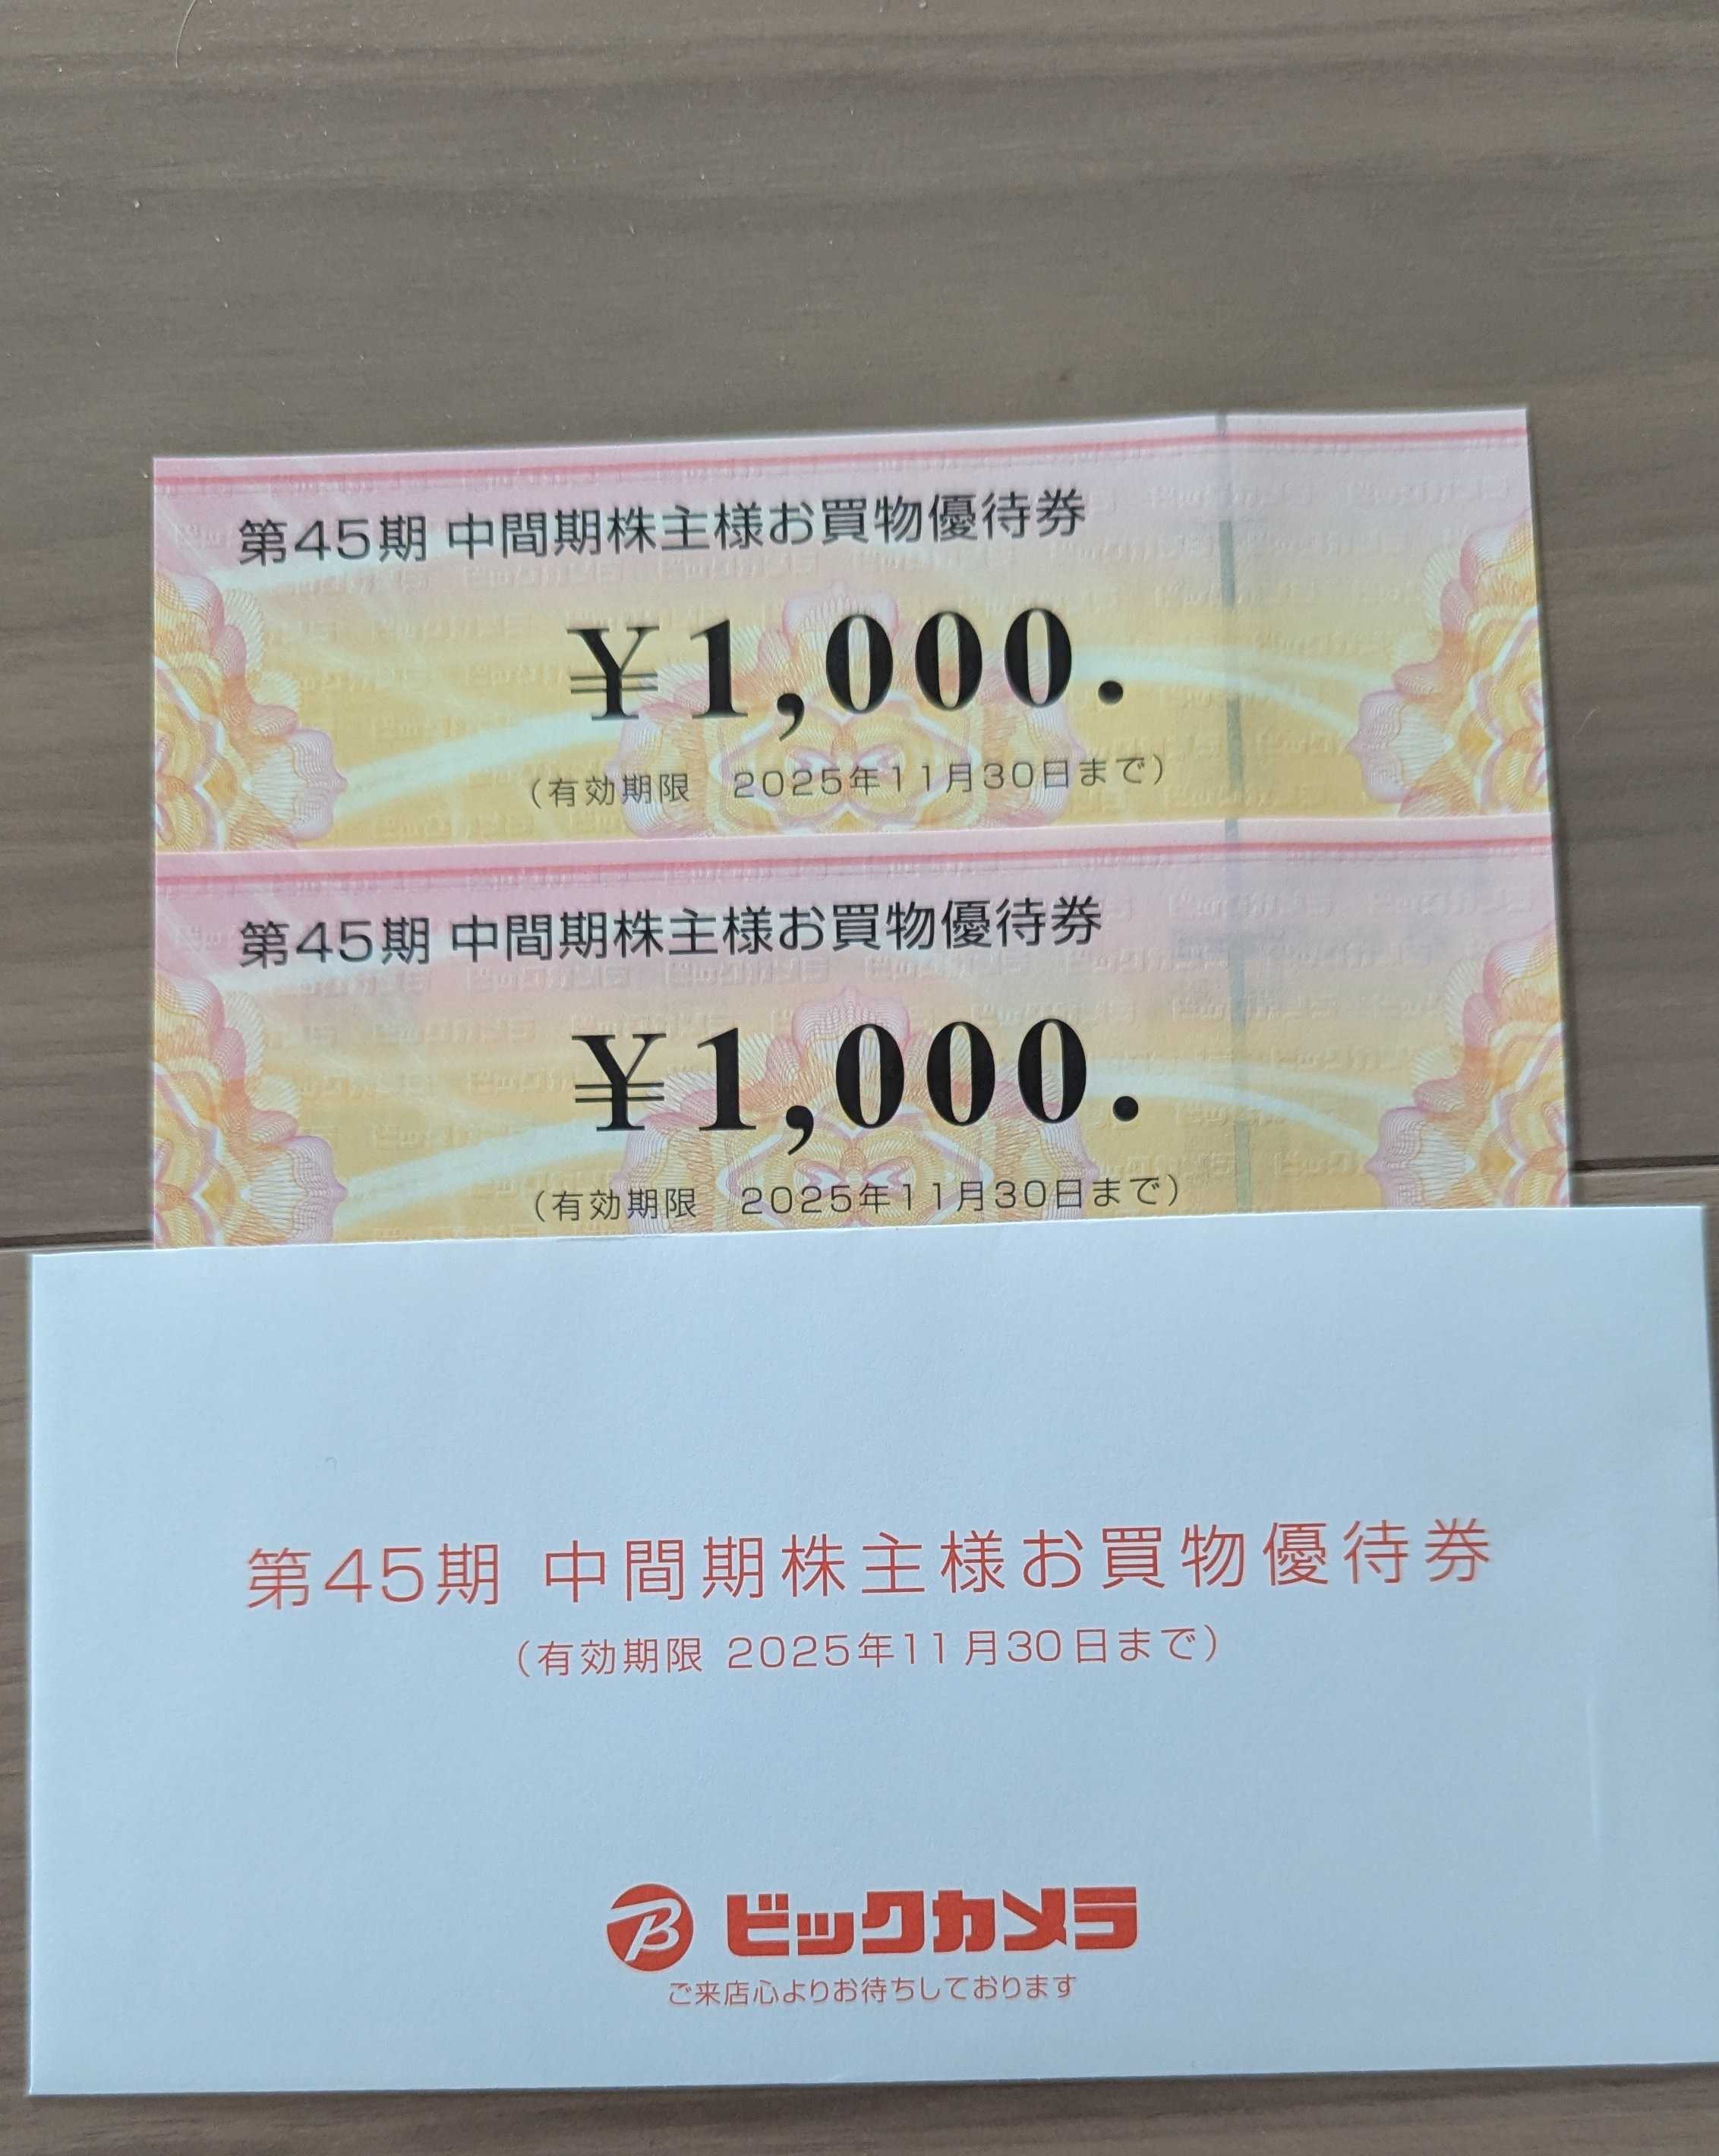 第45期 中間期株主様お買物優待券
¥1,000.
(有効期限 2025年11月30日まで)
第45期 中間期株主様お買物優待券
¥1,000.
(有効期限 2025年11月30日まで)
第45期 中間期株主様お買物優待券
(有効期限 2025年11月30日まで)
ビックカメラ
ご来店心よりお待ちしております